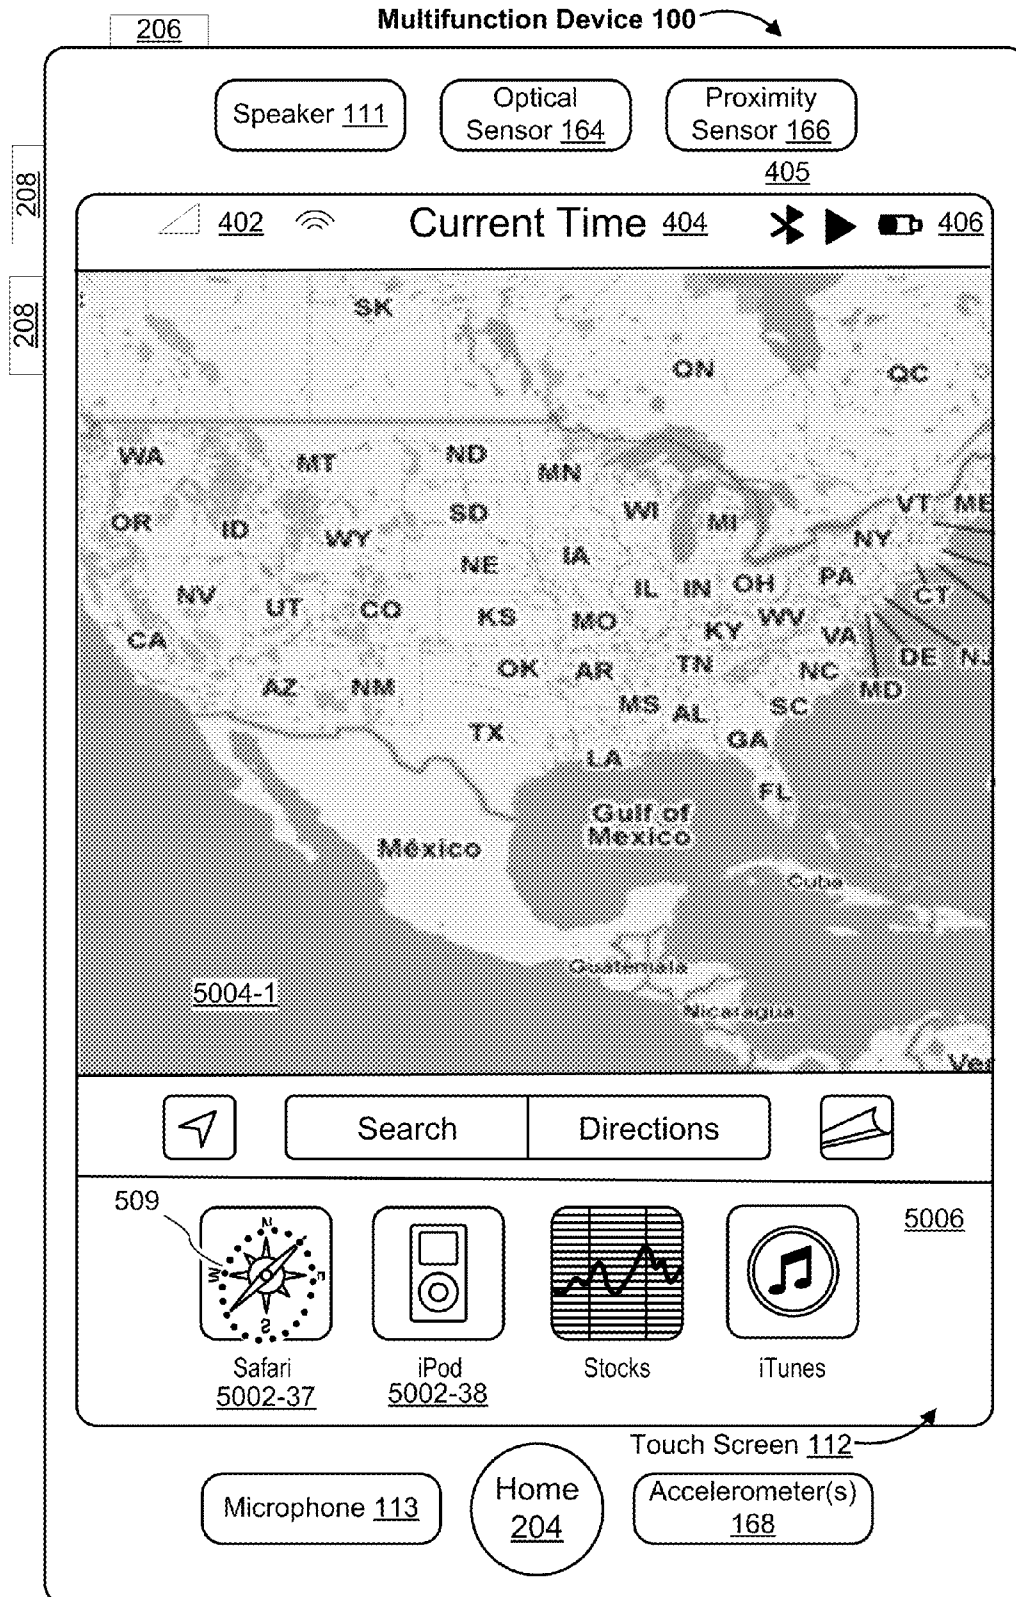 Multifunction Device 100
206
Speaker 111
Optical
Sensor 164
Proximity
Sensor 166
405
208
208
402
Current Time 404
406
SK
ON
QC
WA
MT
ND
MN
OR
ID
WY
SD
WI
MI
VT
ME
NY
NE
IA
NV
UT
CO
IL
IN
OH
PA
CT
CA
KS
MO
KY
WV
VA
DE
NJ
AZ
NM
OK
AR
TN
NC
MD
TX
MS
AL
SC
LA
GA
FL
Gulf of
Mexico
México
Cuba
Guatemala
Nicaragua
5004-1
Ver
Search
Directions
509
N
W
E
S
5006
Safari
5002-37
iPod
5002-38
Stocks
iTunes
Touch Screen 112
Microphone 113
Home
204
Accelerometer(s)
168